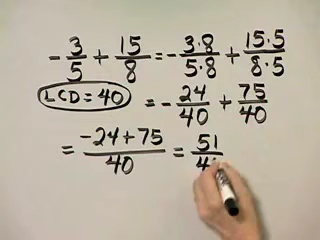 -3/5 + 15/8 = -3·8/5·8 + 15·5/8·5
LCD = 40 = -24/40 + 75/40
= -24+75/40 = 51/4